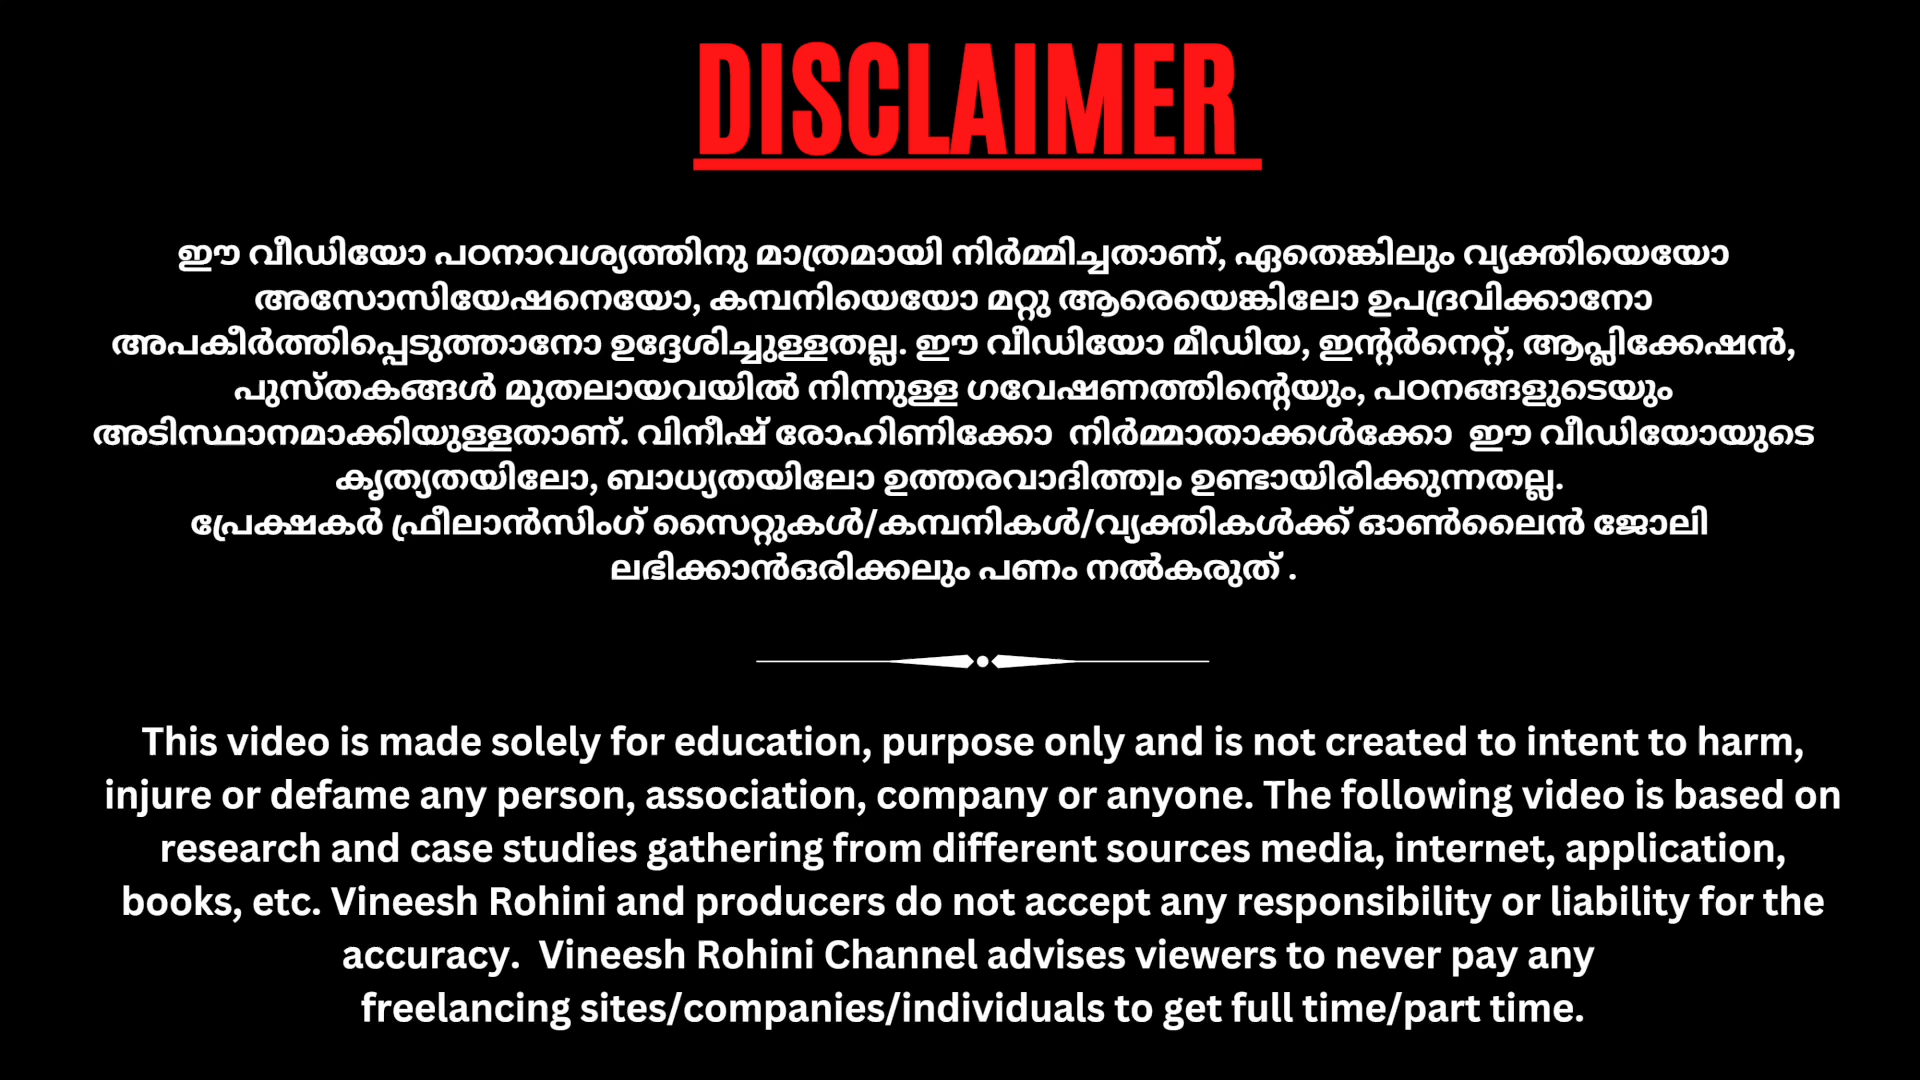 DISCLAIMER
ഈ വീഡിയോ പഠനാവശ്യത്തിനു മാത്രമായി നിർമ്മിച്ചതാണ്, ഏതെങ്കിലും വ്യക്തിയെയോ
അസോസിയേഷനെയോ, കമ്പനിയെയോ മറ്റു ആരെയെങ്കിലോ ഉപദ്രവിക്കാനോ
അപകീർത്തിപ്പെടുത്താനോ ഉദ്ദേശിച്ചുള്ളതല്ല. ഈ വീഡിയോ മീഡിയ, ഇന്റർനെറ്റ്, ആപ്ലിക്കേഷൻ,
പുസ്തകങ്ങൾ മുതലായവയിൽ നിന്നുള്ള ഗവേഷണത്തിന്റെയും, പഠനങ്ങളുടെയും
അടിസ്ഥാനമാക്കിയുള്ളതാണ്. വിനീഷ് രോഹിണിക്കോ നിർമ്മാതാക്കൾക്കോ ഈ വീഡിയോയുടെ
കൃത്യതയിലോ, ബാധ്യതയിലോ ഉത്തരവാദിത്ത്വം ഉണ്ടായിരിക്കുന്നതല്ല.
പ്രേക്ഷകർ ഫ്രീലാൻസിംഗ് സൈറ്റുകൾ/കമ്പനികൾ/വ്യക്തികൾക്ക് ഓൺലൈൻ ജോലി
ലഭിക്കാൻഒരിക്കലും പണം നൽകരുത് .
This video is made solely for education, purpose only and is not created to intent to harm,
injure or defame any person, association, company or anyone. The following video is based on
research and case studies gathering from different sources media, internet, application,
books, etc. Vineesh Rohini and producers do not accept any responsibility or liability for the
accuracy. Vineesh Rohini Channel advises viewers to never pay any
freelancing sites/companies/individuals to get full time/part time.